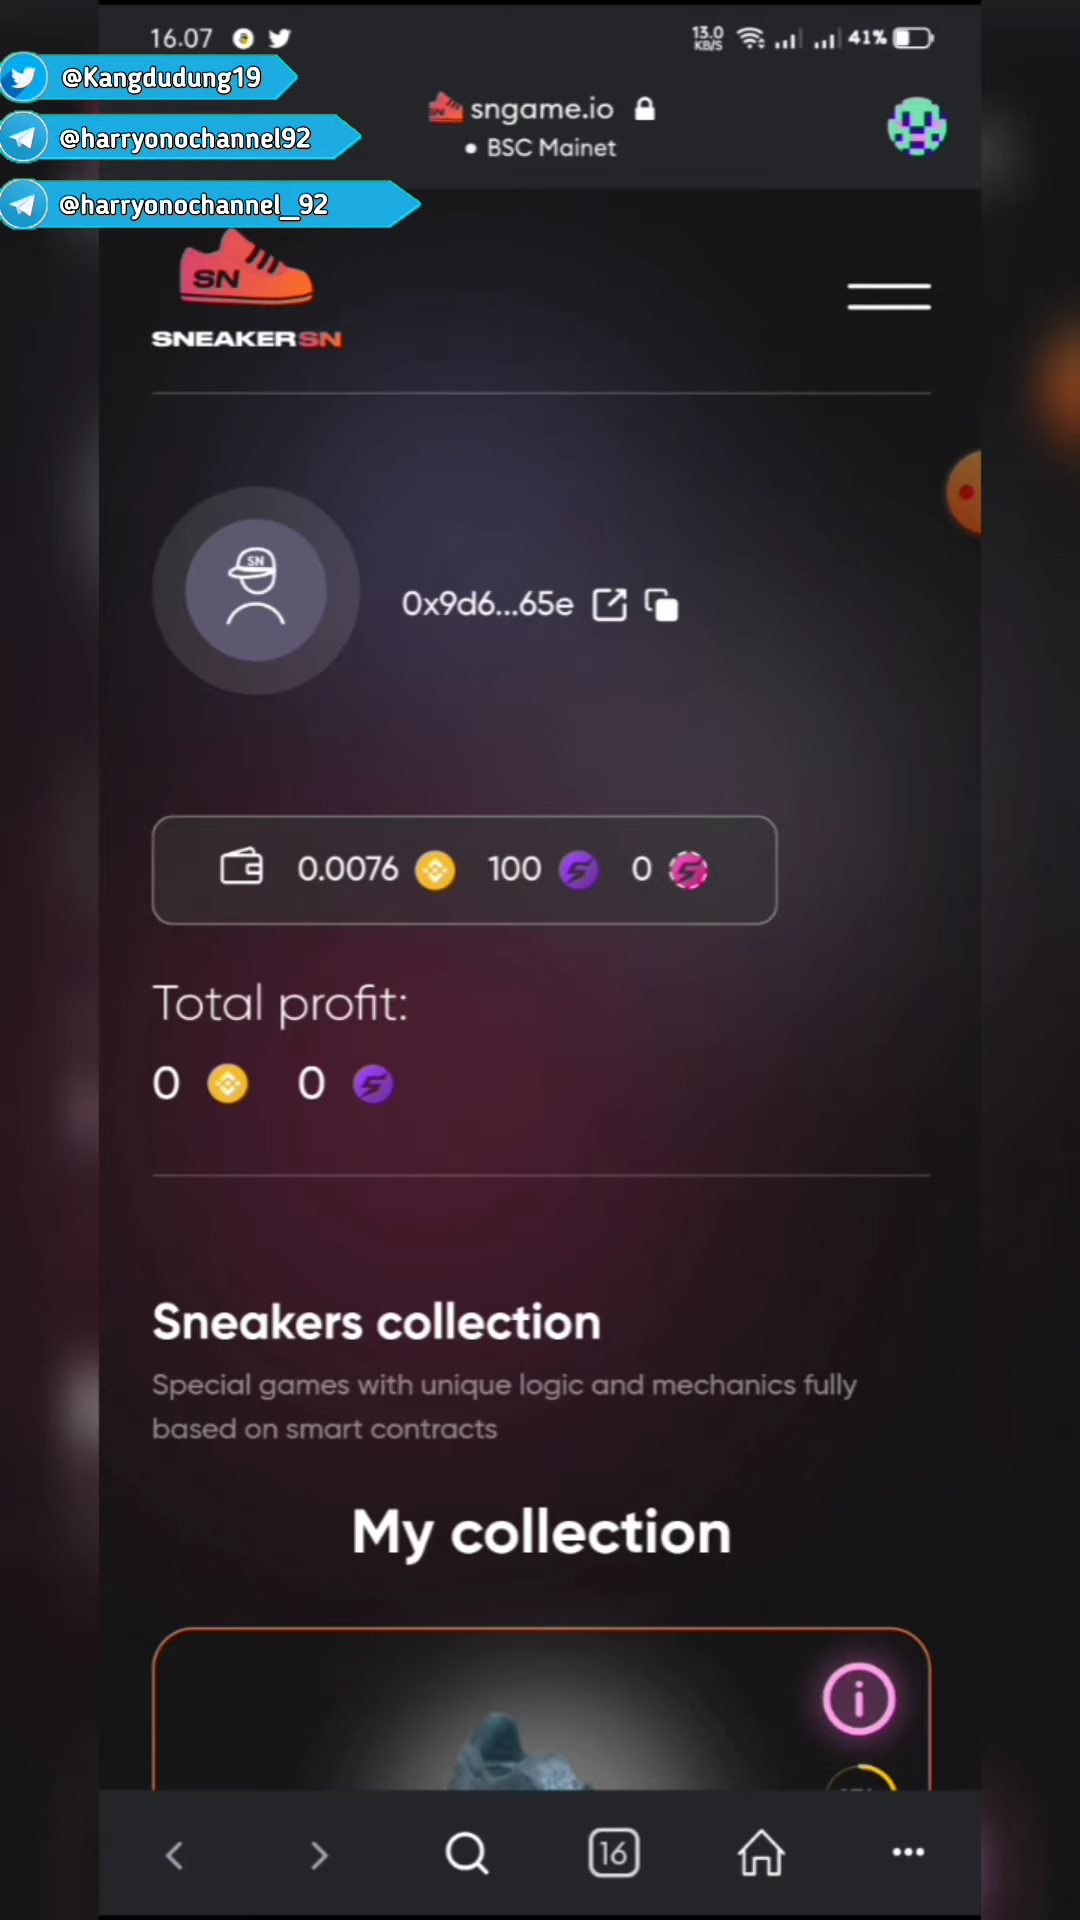 16.07
13.0
KB/S
41%
@Kangdudung19
@harryonochannel92
@harryonochannel_92
SN
sngame.io
• BSC Mainet
SN
SNEAKERSN
SN
0x9d6...65e
0.0076
100
0
Total profit:
0
0
Sneakers collection
Special games with unique logic and mechanics fully
based on smart contracts
My collection
i
16